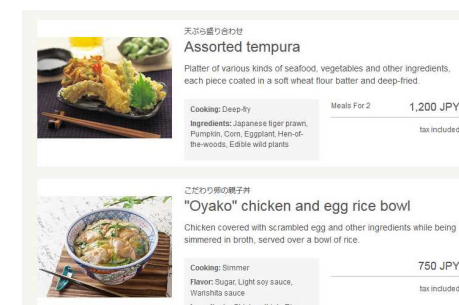 天ぷら盛り合わせ
Assorted tempura
Platter of various kinds of seafood, vegetables and other ingredients,
each piece coated in a soft wheat flour batter and deep-fried.
Cooking: Deep-fry
Ingredients: Japanese tiger prawn,
Pumpkin, Corn, Eggplant, Hen-of-
the-woods, Edible wild plants
Meals For 2
1,200 JPY
tax included
こだわり卵の親子丼
"Oyako" chicken and egg rice bowl
Chicken covered with scrambled egg and other ingredients while being
simmered in broth, served over a bowl of rice.
Cooking: Simmer
Flavor: Sugar, Light soy sauce,
Warishita sauce
750 JPY
tax included